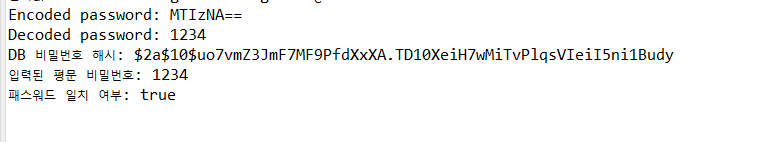 Encoded password: MTIzNA==
Decoded password: 1234
DB 비밀번호 해시: $2a$10$uo7vmZ3JmF7MF9PfdXxXA.TD10XeiH7wMiTvPlqsVIeiI5ni1Budy
입력된 평문 비밀번호: 1234
패스워드 일치 여부: true